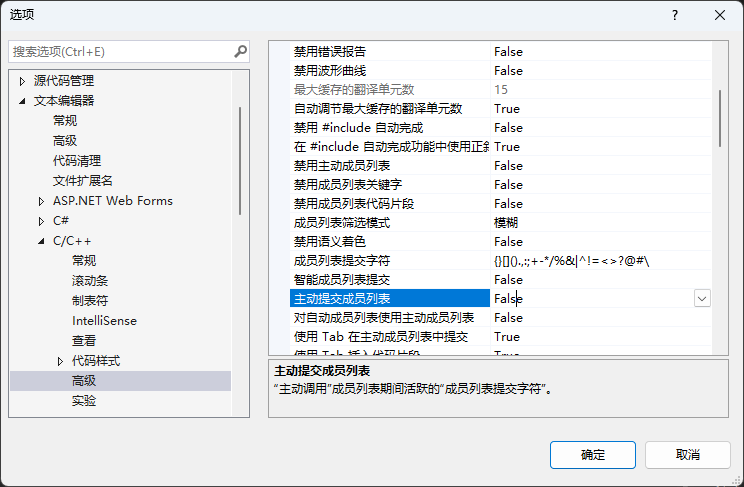 选项
?
搜索选项(Ctrl+E)
源代码管理
文本编辑器
常规
高级
代码清理
文件扩展名
ASP.NET Web Forms
C#
C/C++
常规
滚动条
制表符
IntelliSense
查看
代码样式
高级
实验
禁用错误报告 False
禁用波形曲线 False
最大缓存的翻译单元数 15
自动调节最大缓存的翻译单元数 True
禁用 #include 自动完成 False
在 #include 自动完成功能中使用正斜 True
禁用主动成员列表 False
禁用成员列表关键字 False
禁用成员列表代码片段 False
成员列表筛选模式 模糊
禁用语义着色 False
成员列表提交字符 {}[]().,:;+-*/%&|^!=<>?@#\
智能成员列表提交 False
主动提交成员列表 False
对自动成员列表使用主动成员列表 False
使用 Tab 在主动成员列表中提交 True
使用 Tab 插入代码片段 True
主动提交成员列表
“主动调用”成员列表期间活跃的“成员列表提交字符”。
确定
取消